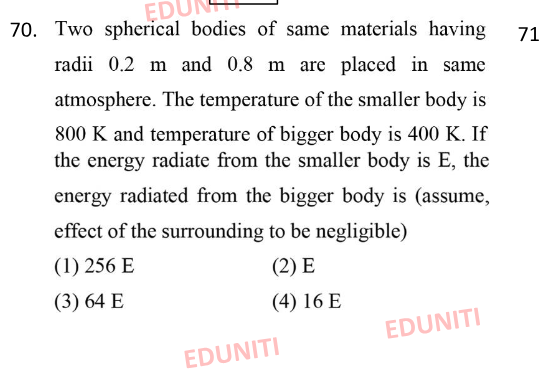 EDUNITI
70. Two spherical bodies of same materials having
71
radii 0.2 m and 0.8 m are placed in same
atmosphere. The temperature of the smaller body is
800 K and temperature of bigger body is 400 K. If
the energy radiate from the smaller body is E, the
energy radiated from the bigger body is (assume,
effect of the surrounding to be negligible)
(1) 256 E (2) E
(3) 64 E (4) 16 E
EDUNITI
EDUNITI